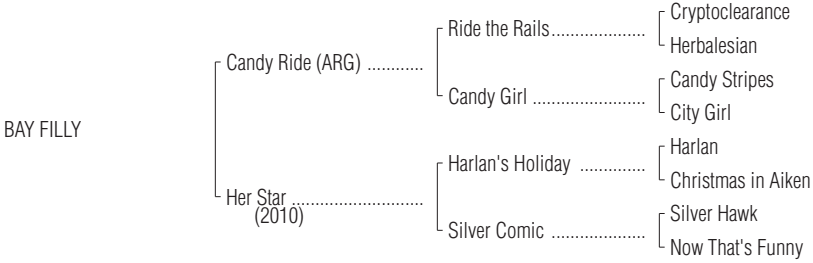 Cryptoclearance
Ride the Rails....................
Herbalesian
Candy Ride (ARG) ............
Candy Stripes
Candy Girl ........................
City Girl
BAY FILLY
Harlan
Harlan's Holiday ..............
Christmas in Aiken
Her Star ............................
(2010)
Silver Hawk
Silver Comic ....................
Now That's Funny